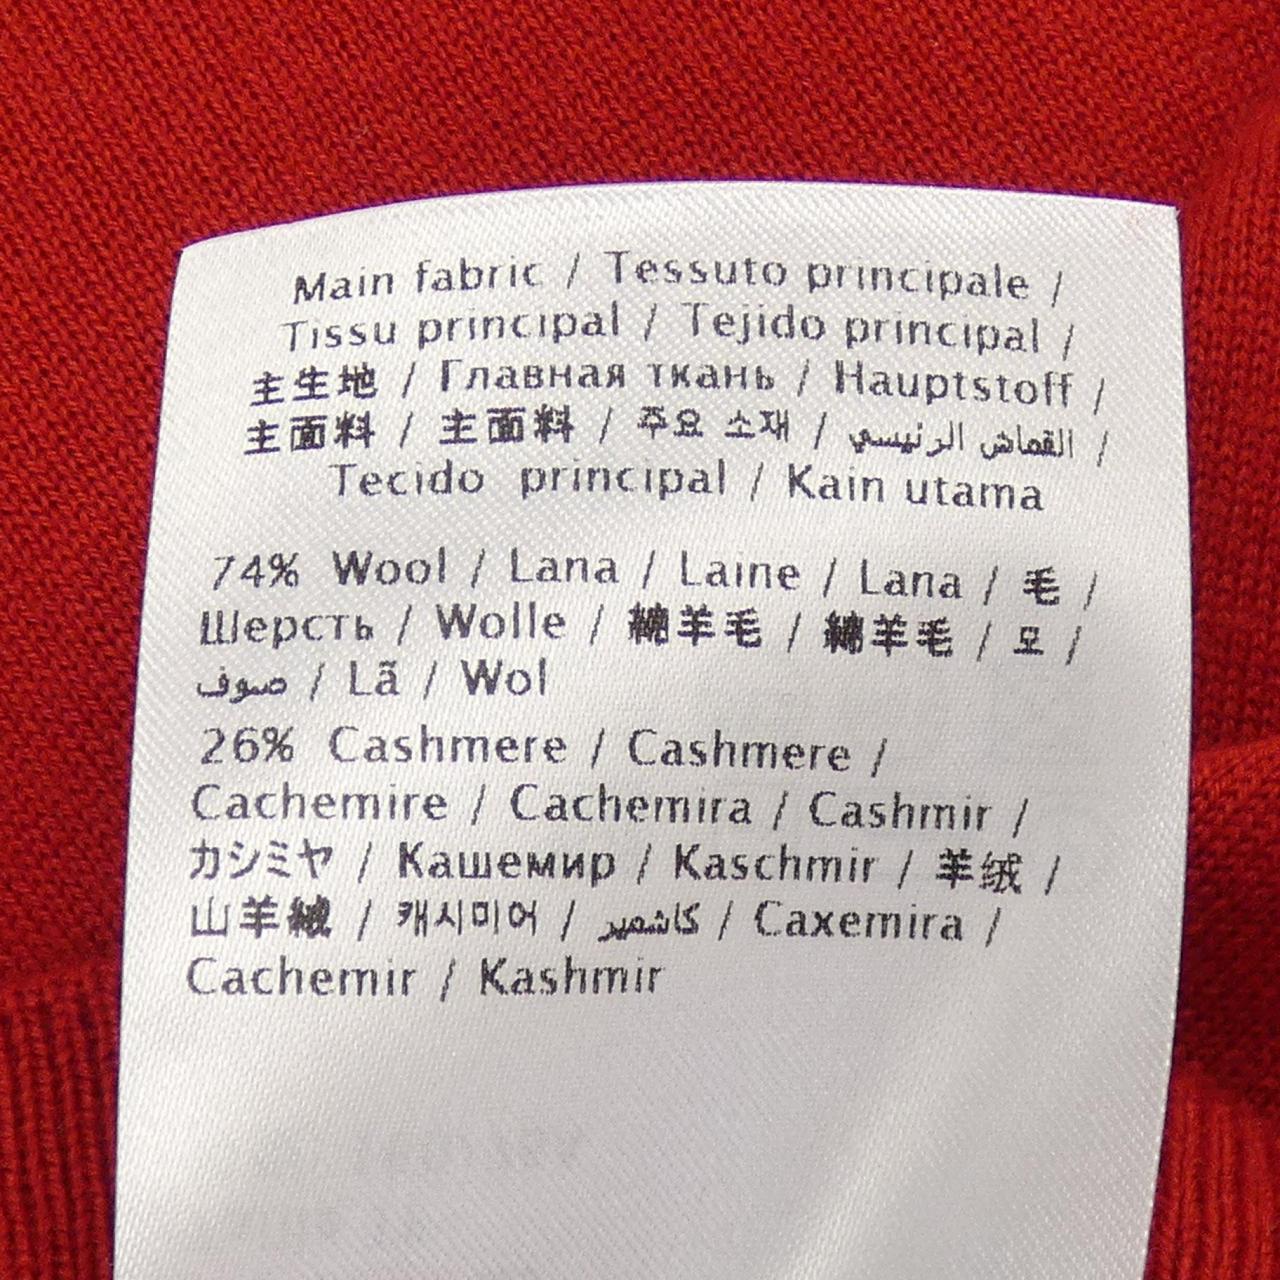 Main fabric / Tessuto principale /
Tissu principal / Tejido principal /
主生地 / Главная ткань / Hauptstoff /
主面料 / 主面料 / 주요 소재 / القماش الرئيسي /
Tecido principal / Kain utama
74% Wool / Lana / Laine / Lana / 毛 /
Шерсть / Wolle / 綿羊毛 / 綿羊毛 / 모 /
صوف / Lã / Wol
26% Cashmere / Cashmere /
Cachemire / Cachemira / Cashmir /
カシミヤ / Кашемир / Kaschmir / 羊绒 /
山羊絨 / 캐시미어 / كاشمير / Caxemira /
Cachemir / Kashmir